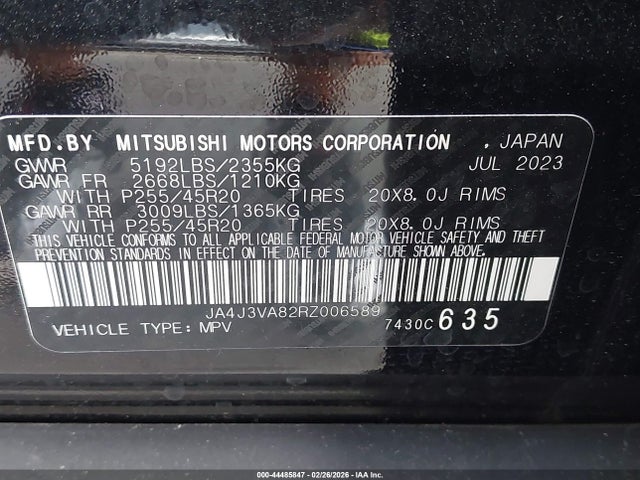 MFD.BY MITSUBISHI MOTORS CORPORATION , JAPAN
GVWR 5192LBS/2355KG JUL 2023
GAWR FR 2668LBS/1210KG
WITH P255/45R20 TIRES 20X8.0J RIMS
GAWR RR 3009LBS/1365KG
WITH P255/45R20 TIRES 20X8.0J RIMS
THIS VEHICLE CONFORMS TO ALL APPLICABLE FEDERAL MOTOR VEHICLE SAFETY AND THEFT
PREVENTION STANDARDS IN EFFECT ON THE DATE OF MANUFACTURE SHOWN ABOVE.
JA4J3VA82RZ006589
VEHICLE TYPE: MPV 7430C 635
000-44485847 - 02/26/2026 - IAA Inc.